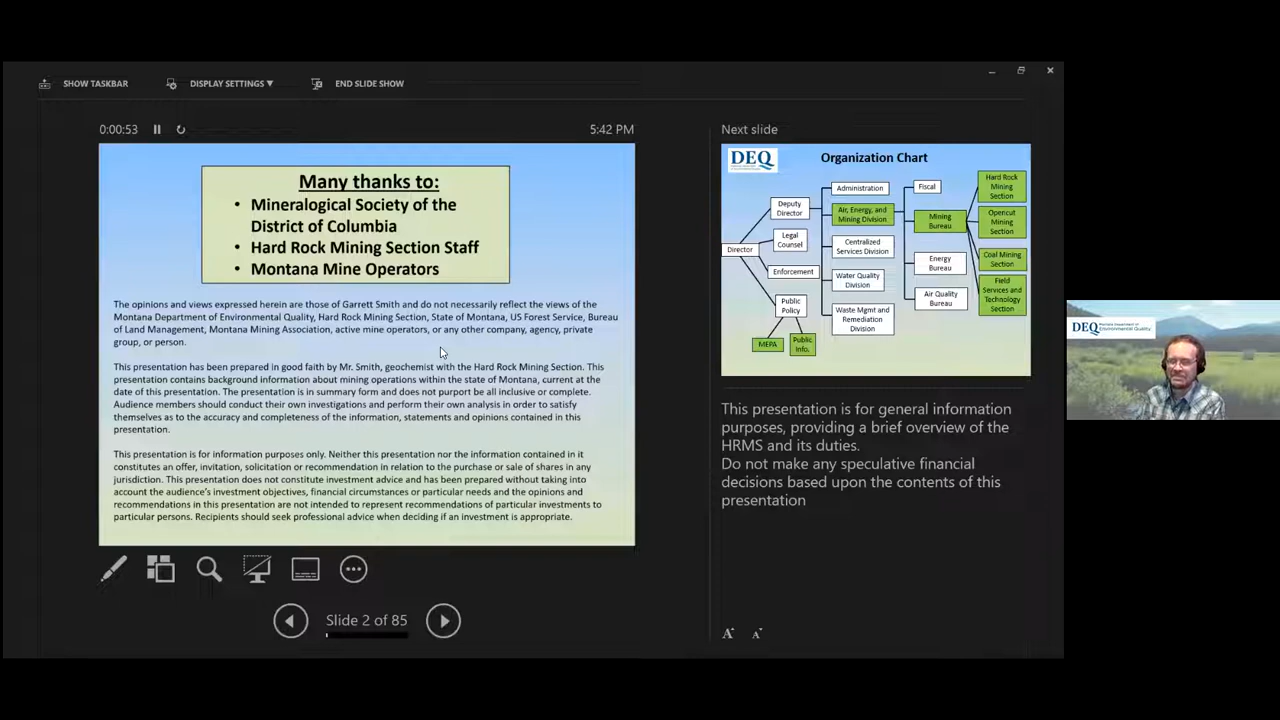 SHOW TASKBAR
DISPLAY SETTINGS ▼
END SLIDE SHOW
0:00:53
5:42 PM
Many thanks to:
• Mineralogical Society of the
District of Columbia
• Hard Rock Mining Section Staff
• Montana Mine Operators
The opinions and views expressed herein are those of Garrett Smith and do not necessarily reflect the views of the
Montana Department of Environmental Quality, Hard Rock Mining Section, State of Montana, US Forest Service, Bureau
of Land Management, Montana Mining Association, active mine operators, or any other company, agency, private
group, or person.
This presentation has been prepared in good faith by Mr. Smith, geochemist with the Hard Rock Mining Section. This
presentation contains background information about mining operations within the state of Montana, current at the
date of this presentation. The presentation is in summary form and does not purport be all inclusive or complete.
Audience members should conduct their own investigations and perform their own analysis in order to satisfy
themselves as to the accuracy and completeness of the information, statements and opinions contained in this
presentation.
This presentation is for information purposes only. Neither this presentation nor the information contained in it
constitutes an offer, invitation, solicitation or recommendation in relation to the purchase or sale of shares in any
jurisdiction. This presentation does not constitute investment advice and has been prepared without taking into
account the audience's investment objectives, financial circumstances or particular needs and the opinions and
recommendations in this presentation are not intended to represent recommendations of particular investments to
particular persons. Recipients should seek professional advice when deciding if an investment is appropriate.
Slide 2 of 85
Next slide
DEQ
Organization Chart
Director
Deputy
Director
Legal
Counsel
Enforcement
Public
Policy
MEPA
Public
Info.
Administration
Air, Energy, and
Mining Division
Centralized
Services Division
Water Quality
Division
Waste Mgmt and
Remediation
Division
Fiscal
Mining
Bureau
Energy
Bureau
Air Quality
Bureau
Hard Rock
Mining
Section
Opencut
Mining
Section
Coal Mining
Section
Field
Services and
Technology
Section
This presentation is for general information
purposes, providing a brief overview of the
HRMS and its duties.
Do not make any speculative financial
decisions based upon the contents of this
presentation
A
A
DEQ
Montana Department of
Environmental Quality